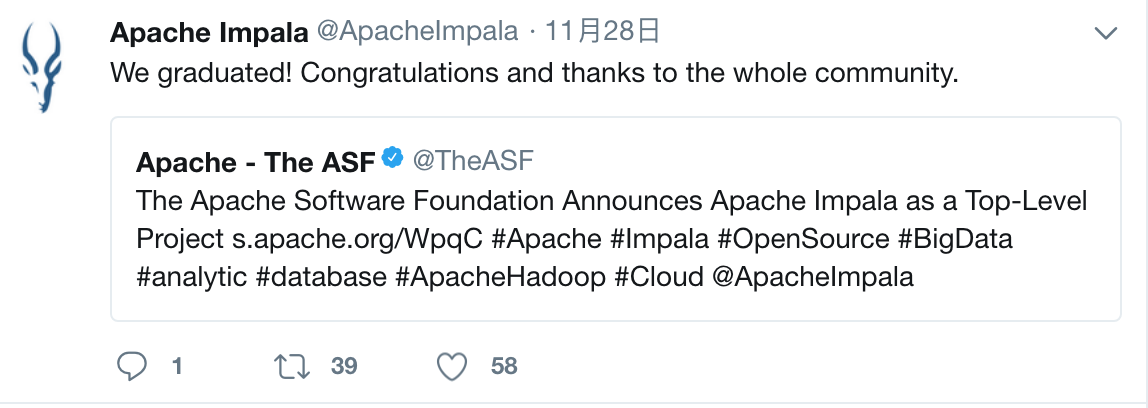 Apache Impala @ApacheImpala · 11月28日
We graduated! Congratulations and thanks to the whole community.
Apache - The ASF @TheASF
The Apache Software Foundation Announces Apache Impala as a Top-Level
Project s.apache.org/WpqC #Apache #Impala #OpenSource #BigData
#analytic #database #ApacheHadoop #Cloud @ApacheImpala
1 39 58